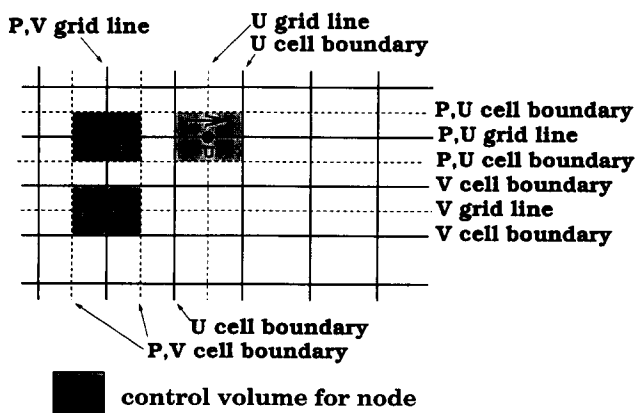 P,V grid line
U grid line
U cell boundary
P,U cell boundary
P,U grid line
P,U cell boundary
V cell boundary
V grid line
V cell boundary
U cell boundary
P,V cell boundary
control volume for node